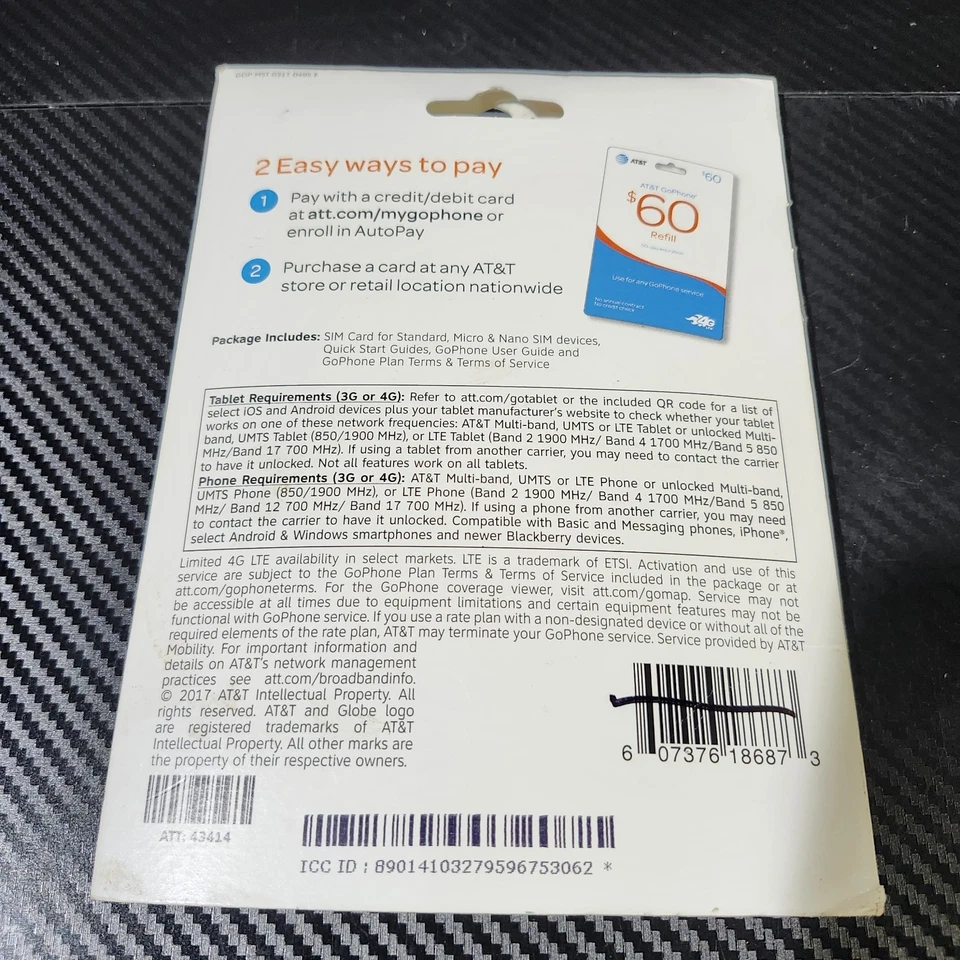 2 Easy ways to pay
1 Pay with a credit/debit card
at att.com/mygophone or
enroll in AutoPay
2 Purchase a card at any AT&T
store or retail location nationwide
AT&T
$60
AT&T GoPhone®
$60
Refill
Use for any GoPhone service
No annual contract
No credit check
4G
LTE
Package Includes: SIM Card for Standard, Micro & Nano SIM devices,
Quick Start Guides, GoPhone User Guide and
GoPhone Plan Terms & Terms of Service
Tablet Requirements (3G or 4G): Refer to att.com/gotablet or the included QR code for a list of
select iOS and Android devices plus your tablet manufacturer's website to check whether your tablet
works on one of these network frequencies: AT&T Multi-band, UMTS or LTE Tablet or unlocked Multi-
band, UMTS Tablet (850/1900 MHz), or LTE Tablet (Band 2 1900 MHz/ Band 4 1700 MHz/Band 5 850
MHz/Band 17 700 MHz). If using a tablet from another carrier, you may need to contact the carrier
to have it unlocked. Not all features work on all tablets.
Phone Requirements (3G or 4G): AT&T Multi-band, UMTS or LTE Phone or unlocked Multi-band,
UMTS Phone (850/1900 MHz), or LTE Phone (Band 2 1900 MHz/ Band 4 1700 MHz/Band 5 850
MHz/ Band 12 700 MHz/ Band 17 700 MHz). If using a phone from another carrier, you may need
to contact the carrier to have it unlocked. Compatible with Basic and Messaging phones, iPhone®,
select Android & Windows smartphones and newer Blackberry devices.
Limited 4G LTE availability in select markets. LTE is a trademark of ETSI. Activation and use of this
service are subject to the GoPhone Plan Terms & Terms of Service included in the package or at
att.com/gophoneterms. For the GoPhone coverage viewer, visit att.com/gomap. Service may not
be accessible at all times due to equipment limitations and certain equipment features may not be
functional with GoPhone service. If you use a rate plan with a non-designated device or without all of the
required elements of the rate plan, AT&T may terminate your GoPhone service. Service provided by AT&T
Mobility. For important information and
details on AT&T's network management
practices see att.com/broadbandinfo.
© 2017 AT&T Intellectual Property. All
rights reserved. AT&T and Globe logo
are registered trademarks of AT&T
Intellectual Property. All other marks are
the property of their respective owners.
6 07376 18687 3
ATT: 43414
ICC ID : 89014103279596753062 *